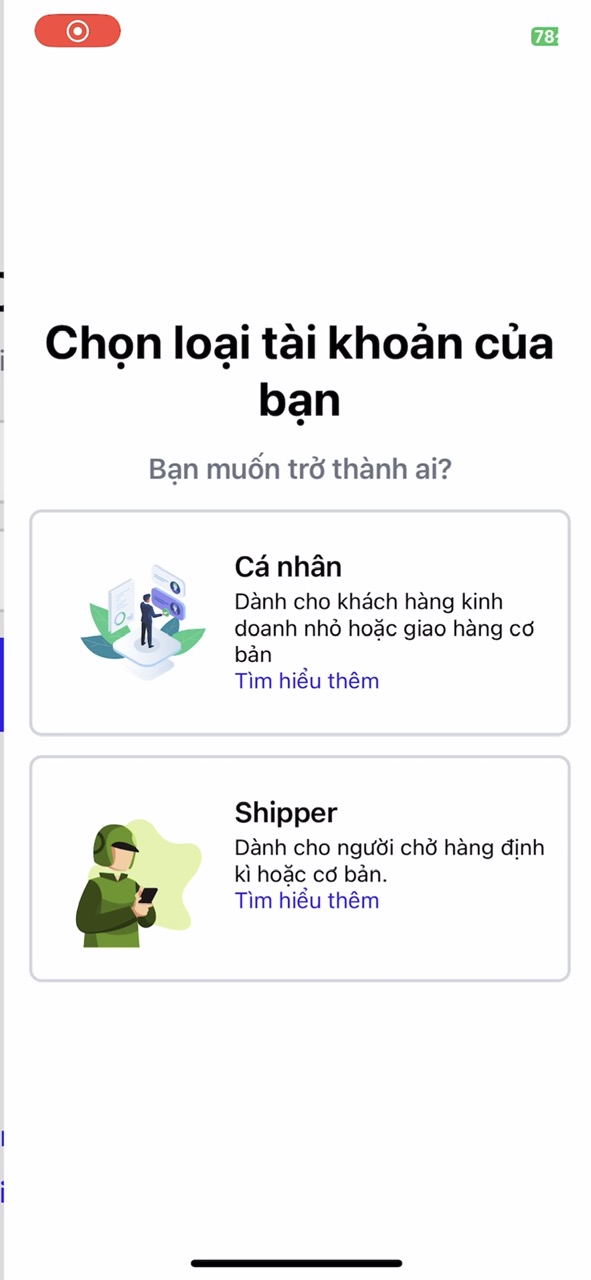 78
Chọn loại tài khoản của
bạn
Bạn muốn trở thành ai?
Cá nhân
Dành cho khách hàng kinh
doanh nhỏ hoặc giao hàng cơ
bản
Tìm hiểu thêm
Shipper
Dành cho người chở hàng định
kì hoặc cơ bản.
Tìm hiểu thêm